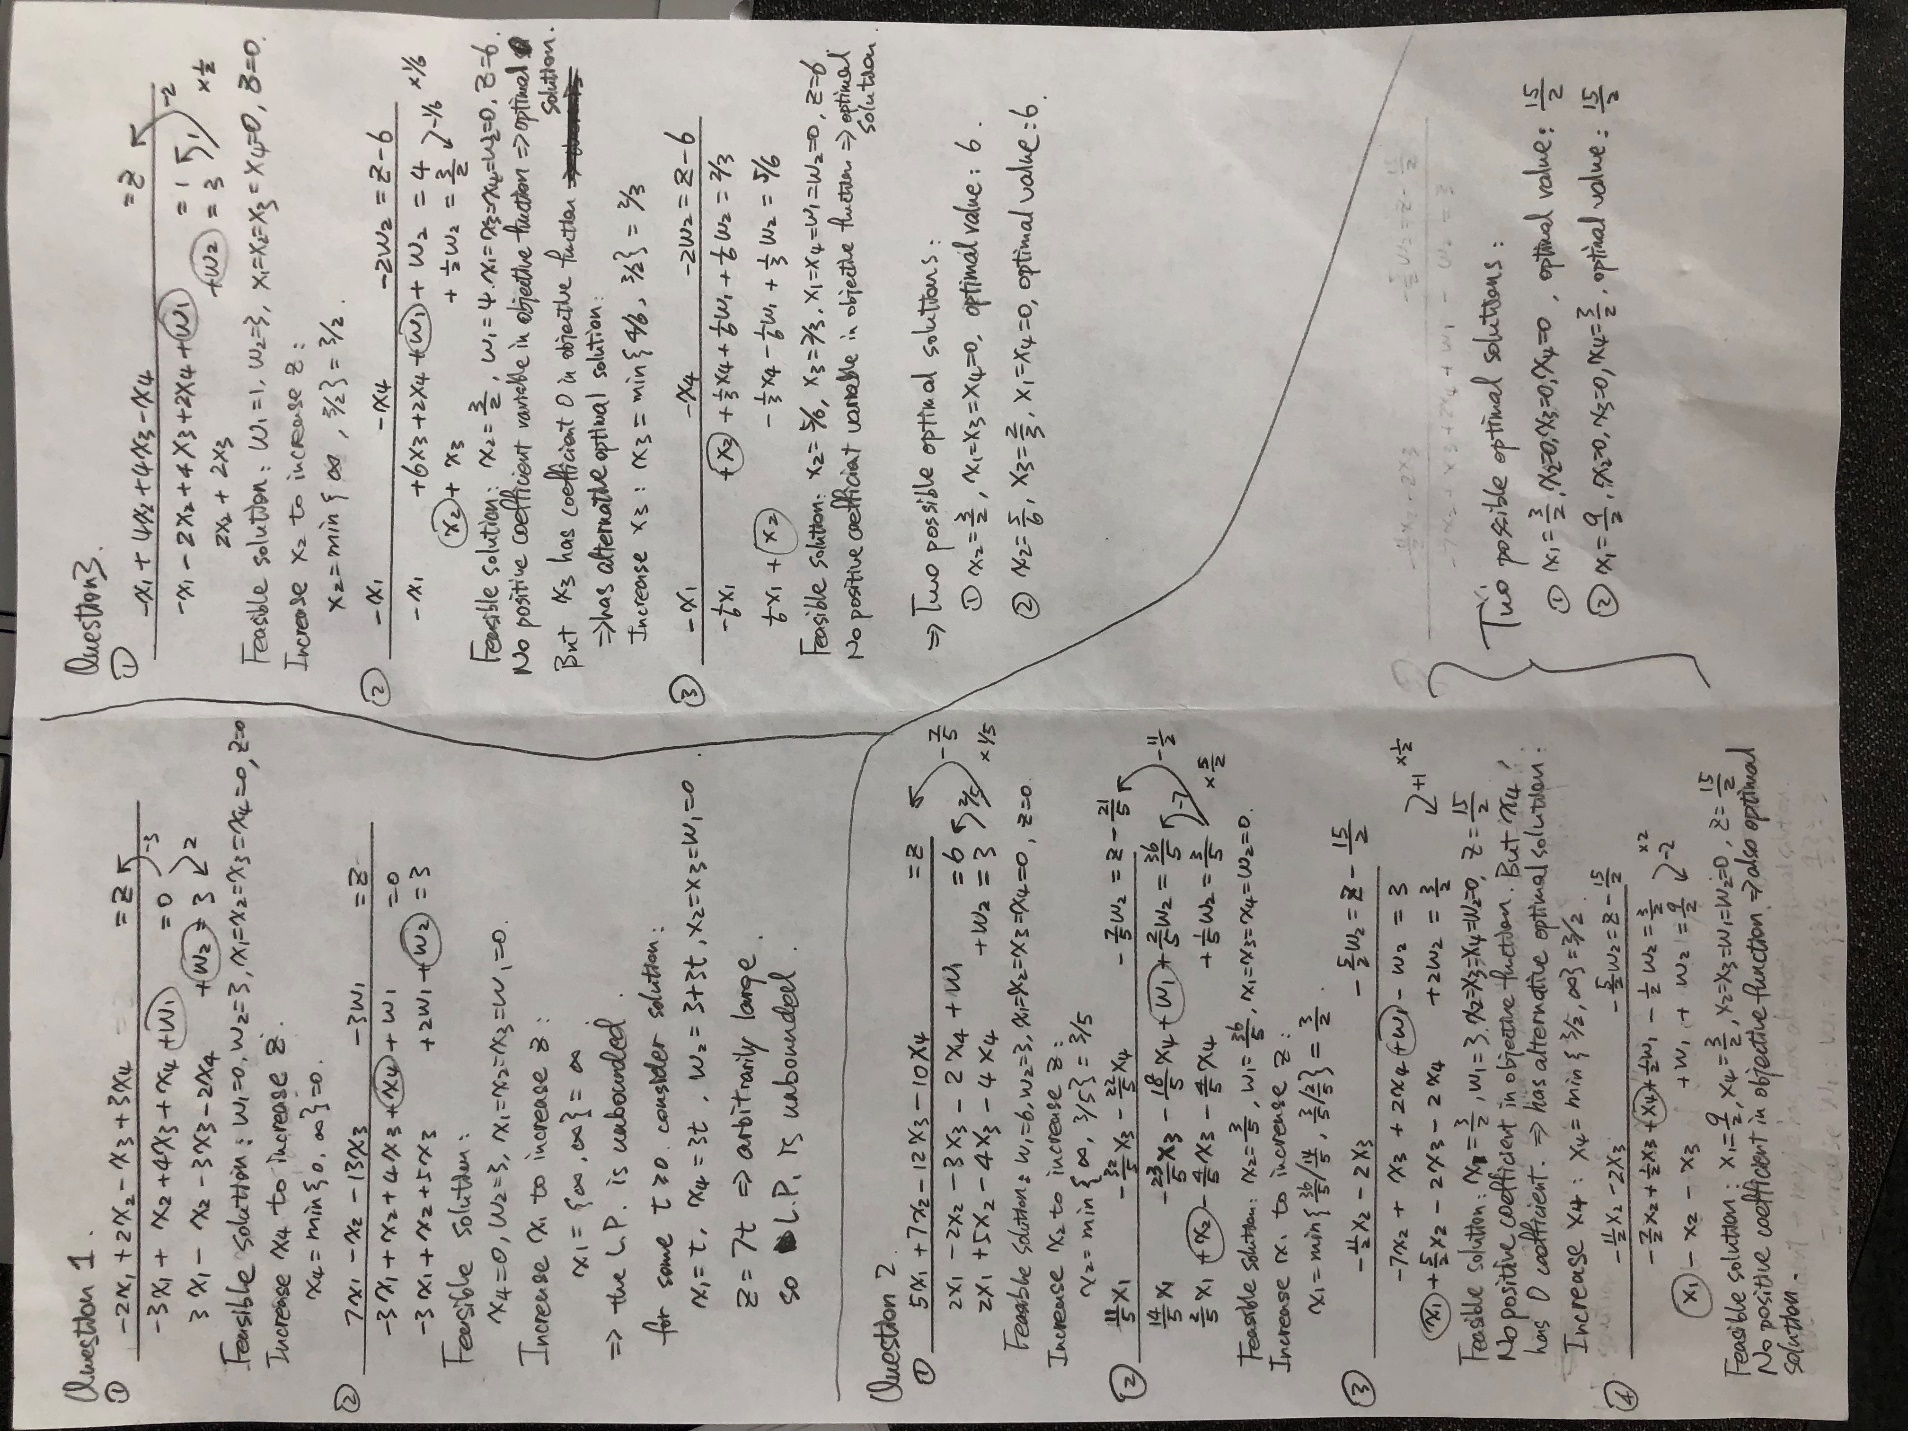 Question 1.
①
-2x₁ + 2x₂ - x₃ + 3x₄ = z
-3x₁ + x₂ + 4x₃ + x₄ + w₁ = 0
3x₁ - x₂ - 3x₃ - 2x₄ + w₂ = 3
-3
2
Feasible solution: w₁=0, w₂=3, x₁=x₂=x₃=x₄=0, z=0
Increase x₄ to increase z.
x₄ = min{0, ∞} = 0.
②
7x₁ - x₂ - 13x₃ - 3w₁ = z
-3x₁ + x₂ + 4x₃ + x₄ + w₁ = 0
-3x₁ + x₂ + 5x₃ + 2w₁ + w₂ = 3
Feasible solution:
x₄=0, w₂=3, x₁=x₂=x₃=w₁=0.
Increase x₁ to increase z:
x₁ = {∞, ∞} = ∞
⇒ the L.P. is unbounded.
for some t≥0. consider solution:
x₁=t, x₄=3t, w₂=3+3t, x₂=x₃=w₁=0.
z = 7t ⇒ arbitrarily large.
so L.P. is unbounded.
Question 2.
①
5x₁ + 7x₂ - 12x₃ - 10x₄ = z
2x₁ - 2x₂ - 3x₃ - 2x₄ + w₁ = 6
2x₁ + 5x₂ - 4x₃ - 4x₄ + w₂ = 3
-7/5
2/5
×1/5
Feasible solution: w₁=6, w₂=3, x₁=x₂=x₃=x₄=0, z=0.
Increase x₂ to increase z:
x₂ = min{∞, 3/5} = 3/5
②
11/5 x₁ - 32/5 x₃ - 22/5 x₄ - 7/5 w₂ = z - 21/5
14/5 x₁ - 23/5 x₃ - 18/5 x₄ + w₁ + 2/5 w₂ = 36/5
2/5 x₁ + x₂ - 4/5 x₃ - 4/5 x₄ + 1/5 w₂ = 3/5
-11/2
-7
×5/2
Feasible solution: x₂=3/5, w₁=36/5, x₁=x₃=x₄=w₂=0.
Increase x₁ to increase z:
x₁ = min{36/5/14/5, 3/5/2/5} = 3/2
③
-11/2 x₂ - 2x₃ - 5/2 w₂ = z - 15/2
-7x₂ + x₃ + 2x₄ + w₁ - w₂ = 3
x₁ + 5/2 x₂ - 2x₃ - 2x₄ + 2w₂ = 3/2
+1
×1/2
Feasible solution: x₁=3/2, w₁=3. x₂=x₃=x₄=w₂=0, z=15/2
No positive coefficient in objective function. But x₄,
has 0 coefficient. ⇒ has alternative optimal solution:
Increase x₄: x₄ = min{3/2, ∞} = 3/2.
④
-11/2 x₂ - 2x₃ - 5/2 w₂ = z - 15/2
-7/2 x₂ + 1/2 x₃ + x₄ + 1/2 w₁ - 1/2 w₂ = 3/2
x₁ - x₂ - x₃ + w₁ + w₂ = 9/2
×2
-2
Feasible solution: x₁=9/2, x₄=3/2, x₂=x₃=w₁=w₂=0, z=15/2
No positive coefficient in objective function. ⇒ also optimal
solution.
Question 3.
①
-x₁ + 4x₂ + 4x₃ - x₄ = z
-x₁ - 2x₂ + 4x₃ + 2x₄ + w₁ = 1
2x₂ + 2x₃ + w₂ = 3
-2
1
×1/2
Feasible solution: w₁=1, w₂=3, x₁=x₂=x₃=x₄=0, z=0.
Increase x₂ to increase z:
x₂ = min{∞, 3/2} = 3/2.
②
-x₁ - x₄ - 2w₂ = z - 6
-x₁ + 6x₃ + 2x₄ + w₁ + w₂ = 4
x₂ + x₃ + 1/2 w₂ = 3/2
-1/6
×1/6
Feasible solution: x₂=3/2, w₁=4. x₁=x₃=x₄=w₂=0, z=6.
No positive coefficient variable in objective function ⇒ optimal
solution.
But x₃ has coefficient 0 in objective function
⇒ has alternative optimal solution:
Increase x₃: x₃ = min{4/6, 3/2} = 2/3
③
-x₁ - x₄ - 2w₂ = z - 6
-1/6 x₁ + x₃ + 1/3 x₄ + 1/6 w₁ + 1/6 w₂ = 2/3
1/6 x₁ + x₂ - 1/3 x₄ - 1/6 w₁ + 1/3 w₂ = 5/6
Feasible solution: x₂=5/6, x₃=2/3, x₁=x₄=w₁=w₂=0, z=6
No positive coefficient variable in objective function ⇒ optimal
solution
⇒ Two possible optimal solutions:
① x₂=3/2, x₁=x₃=x₄=0, optimal value: 6.
② x₂=5/6, x₃=2/3, x₁=x₄=0, optimal value: 6.
Two possible optimal solutions:
① x₁=3/2, x₂=0, x₃=0, x₄=0, optimal value: 15/2
② x₁=9/2, x₂=0, x₃=0, x₄=3/2, optimal value: 15/2